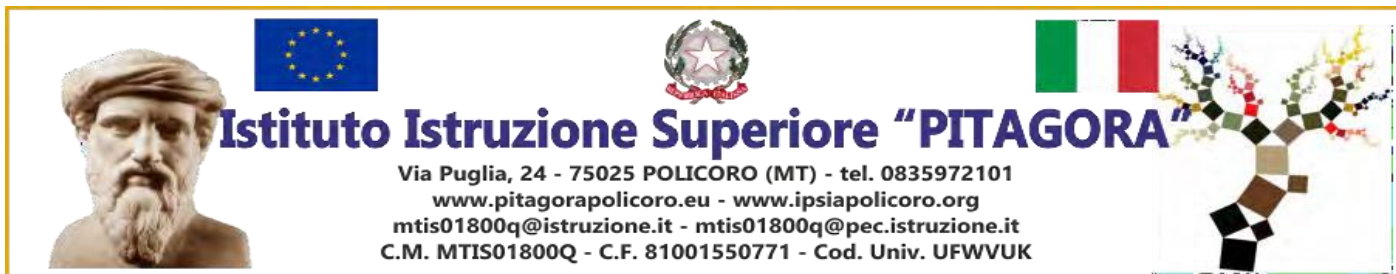 Istituto Istruzione Superiore “PITAGORA”
Via Puglia, 24 - 75025 POLICORO (MT) - tel. 0835972101
www.pitagorapolicoro.eu - www.ipsiapolicoro.org
mtis01800q@istruzione.it - mtis01800q@pec.istruzione.it
C.M. MTIS01800Q - C.F. 81001550771 - Cod. Univ. UFWVUK